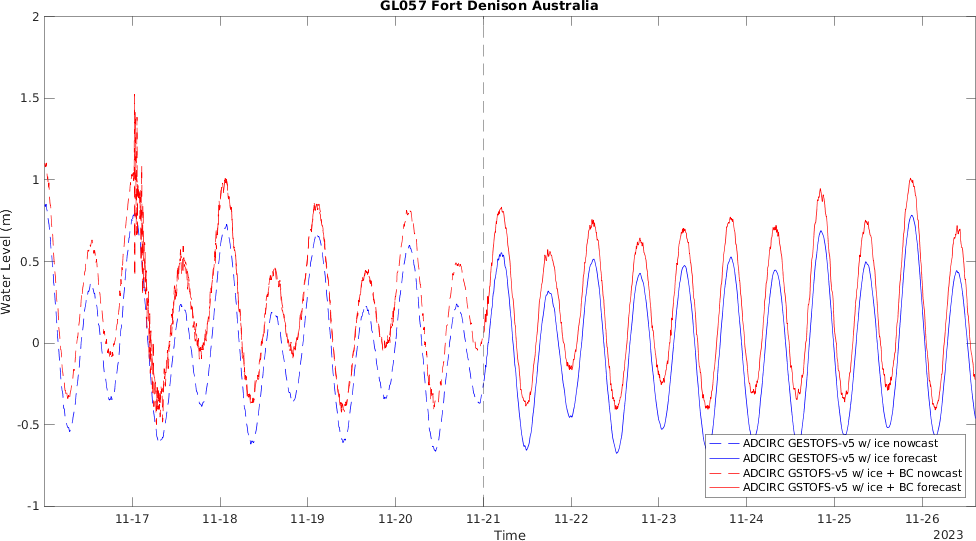 GL057 Fort Denison Australia
2
1.5
1
0.5
0
-0.5
-1
Water Level (m)
ADCIRC GESTOFS-v5 w/ ice nowcast
ADCIRC GESTOFS-v5 w/ ice forecast
ADCIRC GSTOFS-v5 w/ ice + BC nowcast
ADCIRC GSTOFS-v5 w/ ice + BC forecast
11-17 11-18 11-19 11-20 11-21 11-22 11-23 11-24 11-25 11-26
Time
2023